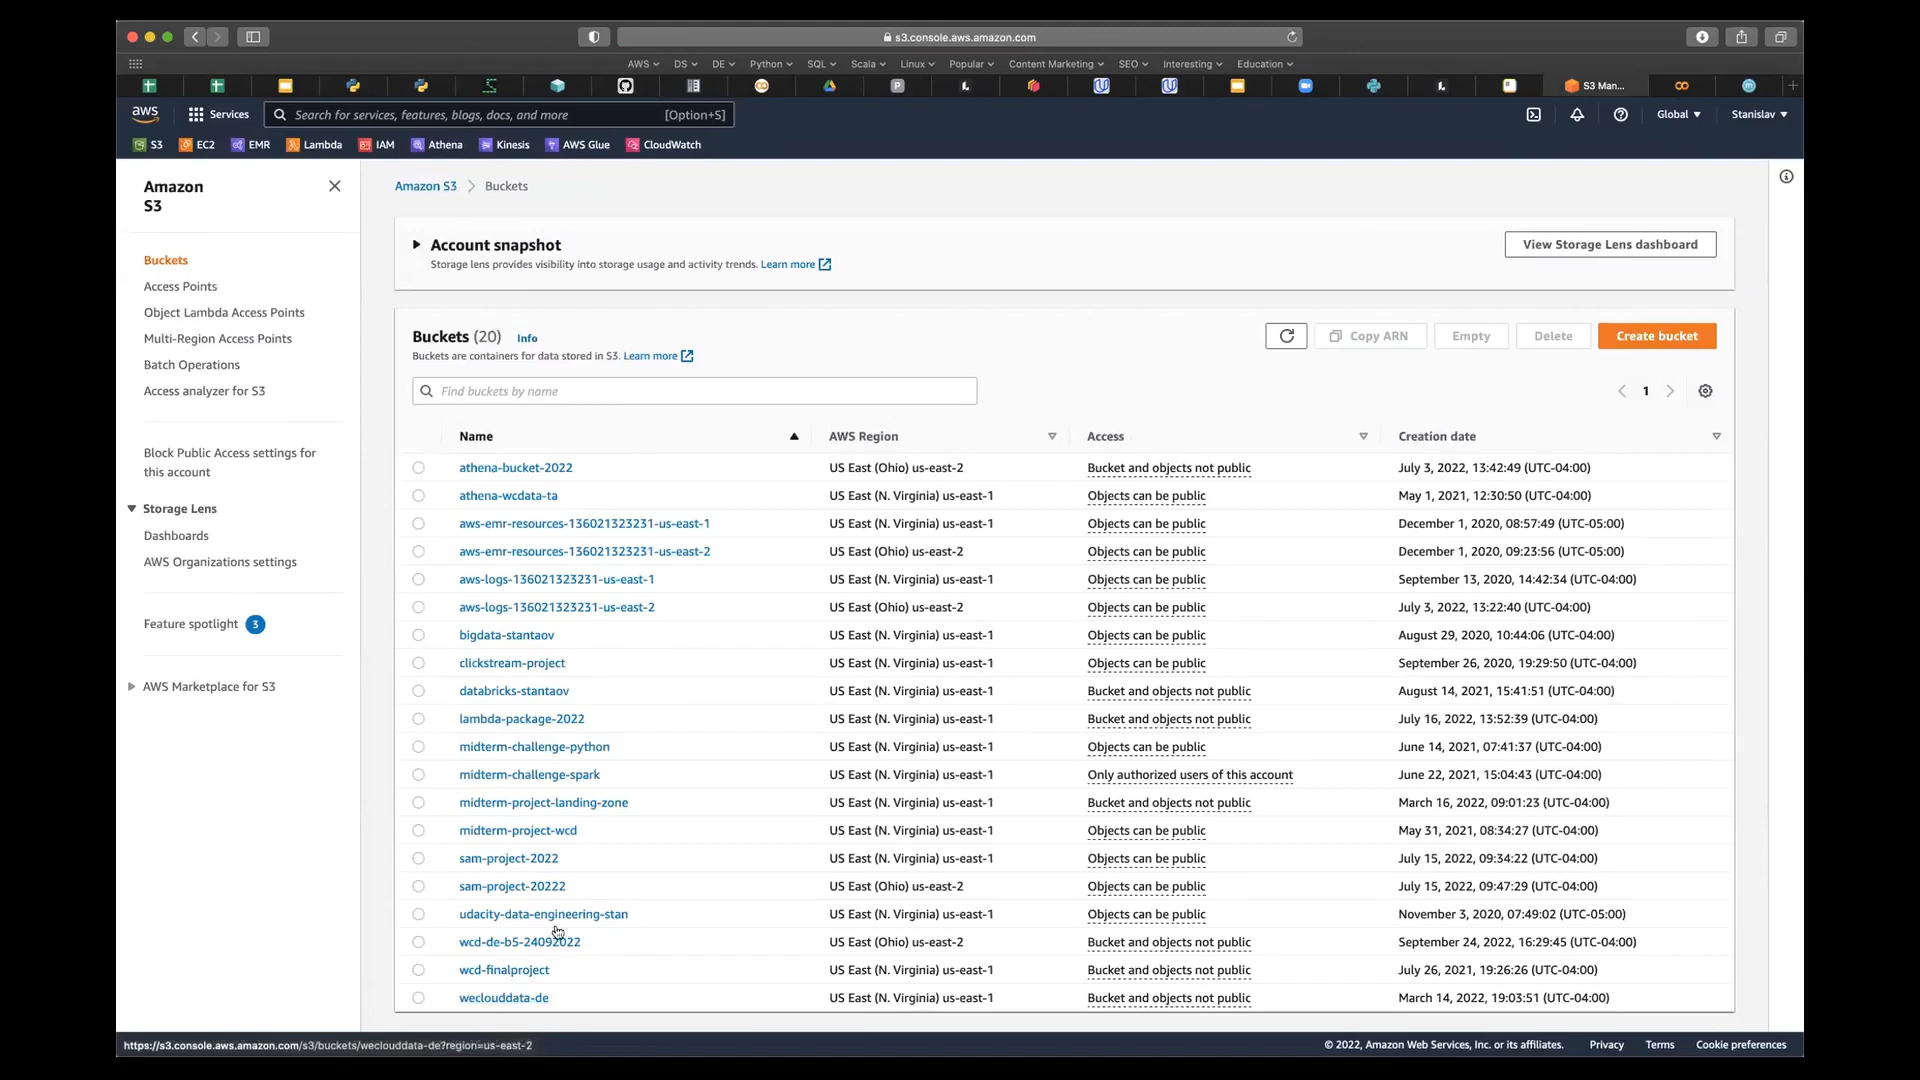 s3.console.aws.amazon.com
AWS DS DE Python SQL Scala Linux Popular Content Marketing SEO Interesting Education
S3 Man...
aws Services Search for services, features, blogs, docs, and more [Option+S] Global Stanislav
S3 EC2 EMR Lambda IAM Athena Kinesis AWS Glue CloudWatch
Amazon
S3
Buckets
Access Points
Object Lambda Access Points
Multi-Region Access Points
Batch Operations
Access analyzer for S3
Block Public Access settings for
this account
Storage Lens
Dashboards
AWS Organizations settings
Feature spotlight 3
AWS Marketplace for S3
Amazon S3 Buckets
Account snapshot
Storage lens provides visibility into storage usage and activity trends. Learn more
View Storage Lens dashboard
Buckets (20) Info
Buckets are containers for data stored in S3. Learn more
Copy ARN Empty Delete Create bucket
Find buckets by name
1
Name AWS Region Access Creation date
athena-bucket-2022 US East (Ohio) us-east-2 Bucket and objects not public July 3, 2022, 13:42:49 (UTC-04:00)
athena-wcdata-ta US East (N. Virginia) us-east-1 Objects can be public May 1, 2021, 12:30:50 (UTC-04:00)
aws-emr-resources-136021323231-us-east-1 US East (N. Virginia) us-east-1 Objects can be public December 1, 2020, 08:57:49 (UTC-05:00)
aws-emr-resources-136021323231-us-east-2 US East (Ohio) us-east-2 Objects can be public December 1, 2020, 09:23:56 (UTC-05:00)
aws-logs-136021323231-us-east-1 US East (N. Virginia) us-east-1 Objects can be public September 13, 2020, 14:42:34 (UTC-04:00)
aws-logs-136021323231-us-east-2 US East (Ohio) us-east-2 Objects can be public July 3, 2022, 13:22:40 (UTC-04:00)
bigdata-stantaov US East (N. Virginia) us-east-1 Objects can be public August 29, 2020, 10:44:06 (UTC-04:00)
clickstream-project US East (N. Virginia) us-east-1 Objects can be public September 26, 2020, 19:29:50 (UTC-04:00)
databricks-stantaov US East (N. Virginia) us-east-1 Bucket and objects not public August 14, 2021, 15:41:51 (UTC-04:00)
lambda-package-2022 US East (N. Virginia) us-east-1 Bucket and objects not public July 16, 2022, 13:52:39 (UTC-04:00)
midterm-challenge-python US East (N. Virginia) us-east-1 Objects can be public June 14, 2021, 07:41:37 (UTC-04:00)
midterm-challenge-spark US East (N. Virginia) us-east-1 Only authorized users of this account June 22, 2021, 15:04:43 (UTC-04:00)
midterm-project-landing-zone US East (N. Virginia) us-east-1 Bucket and objects not public March 16, 2022, 09:01:23 (UTC-04:00)
midterm-project-wcd US East (N. Virginia) us-east-1 Objects can be public May 31, 2021, 08:34:27 (UTC-04:00)
sam-project-2022 US East (N. Virginia) us-east-1 Objects can be public July 15, 2022, 09:34:22 (UTC-04:00)
sam-project-20222 US East (Ohio) us-east-2 Objects can be public July 15, 2022, 09:47:29 (UTC-04:00)
udacity-data-engineering-stan US East (N. Virginia) us-east-1 Objects can be public November 3, 2020, 07:49:02 (UTC-05:00)
wcd-de-b5-24092022 US East (Ohio) us-east-2 Bucket and objects not public September 24, 2022, 16:29:45 (UTC-04:00)
wcd-finalproject US East (N. Virginia) us-east-1 Bucket and objects not public July 26, 2021, 19:26:26 (UTC-04:00)
weclouddata-de US East (N. Virginia) us-east-1 Bucket and objects not public March 14, 2022, 19:03:51 (UTC-04:00)
https://s3.console.aws.amazon.com/s3/buckets/weclouddata-de?region=us-east-2
© 2022, Amazon Web Services, Inc. or its affiliates. Privacy Terms Cookie preferences